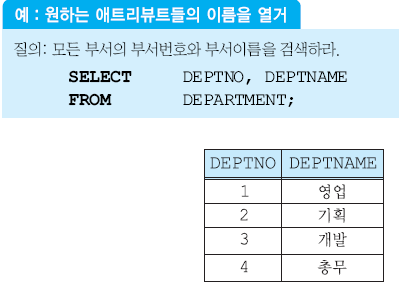 예 : 원하는 애트리뷰트들의 이름을 열거
질의: 모든 부서의 부서번호와 부서이름을 검색하라.
SELECT DEPTNO, DEPTNAME
FROM DEPARTMENT;
DEPTNO DEPTNAME
1 영업
2 기획
3 개발
4 총무